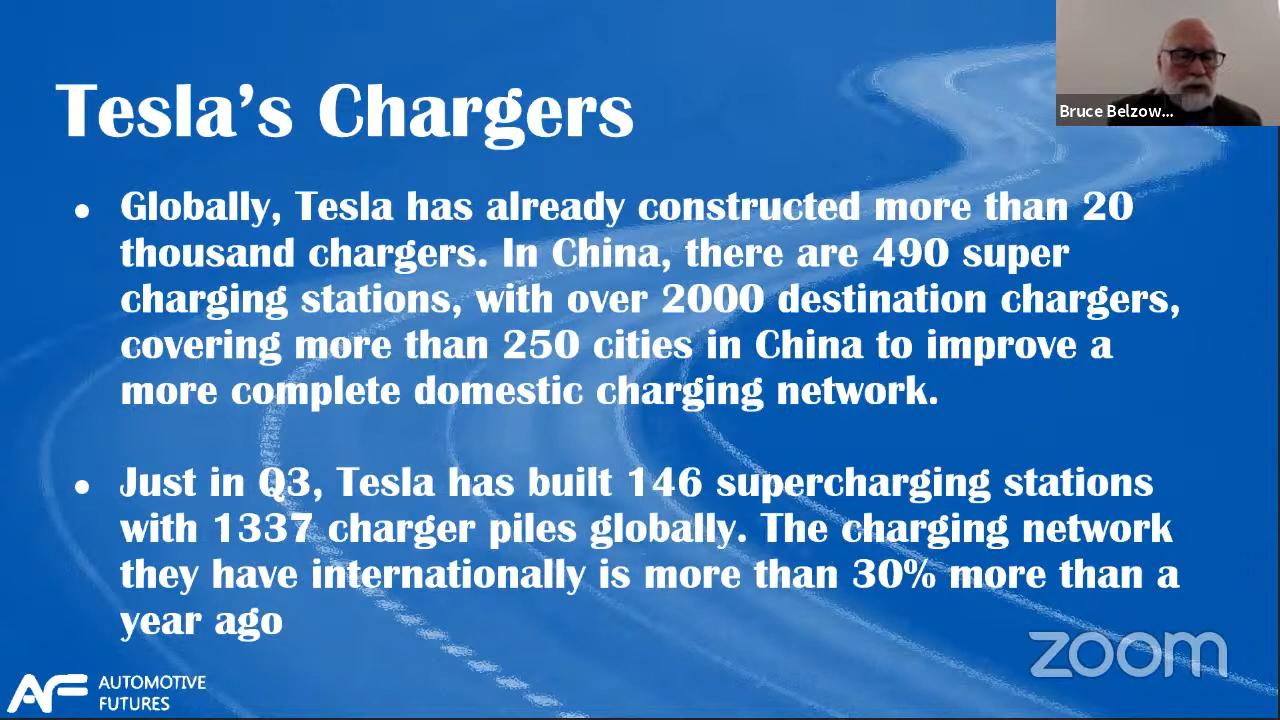 Bruce Belzow...
Tesla's Chargers
• Globally, Tesla has already constructed more than 20
thousand chargers. In China, there are 490 super
charging stations, with over 2000 destination chargers,
covering more than 250 cities in China to improve a
more complete domestic charging network.
• Just in Q3, Tesla has built 146 supercharging stations
with 1337 charger piles globally. The charging network
they have internationally is more than 30% more than a
year ago
zoom
AF AUTOMOTIVE
FUTURES